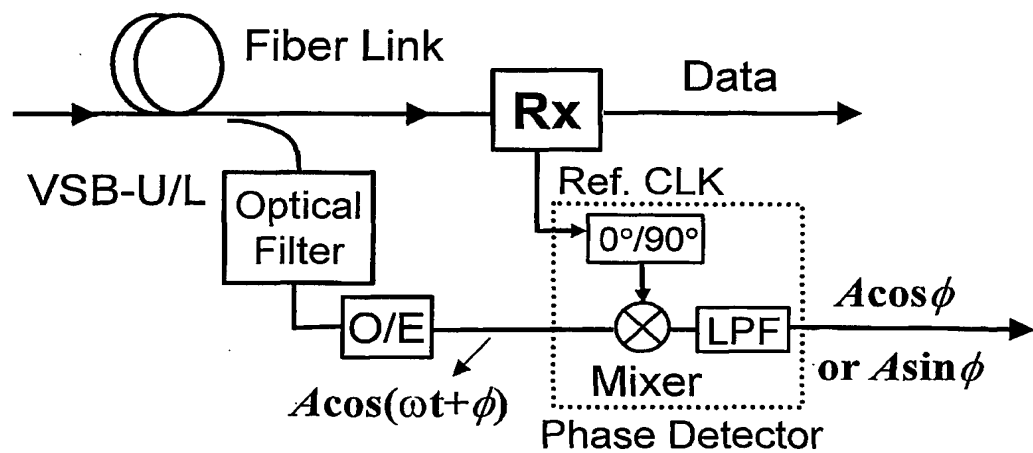 Fiber Link
Data
Rx
VSB-U/L
Optical
Filter
Ref. CLK
0°/90°
O/E
LPF
Mixer
Acosϕ
or Asinϕ
Acos(ωt+ϕ)
Phase Detector